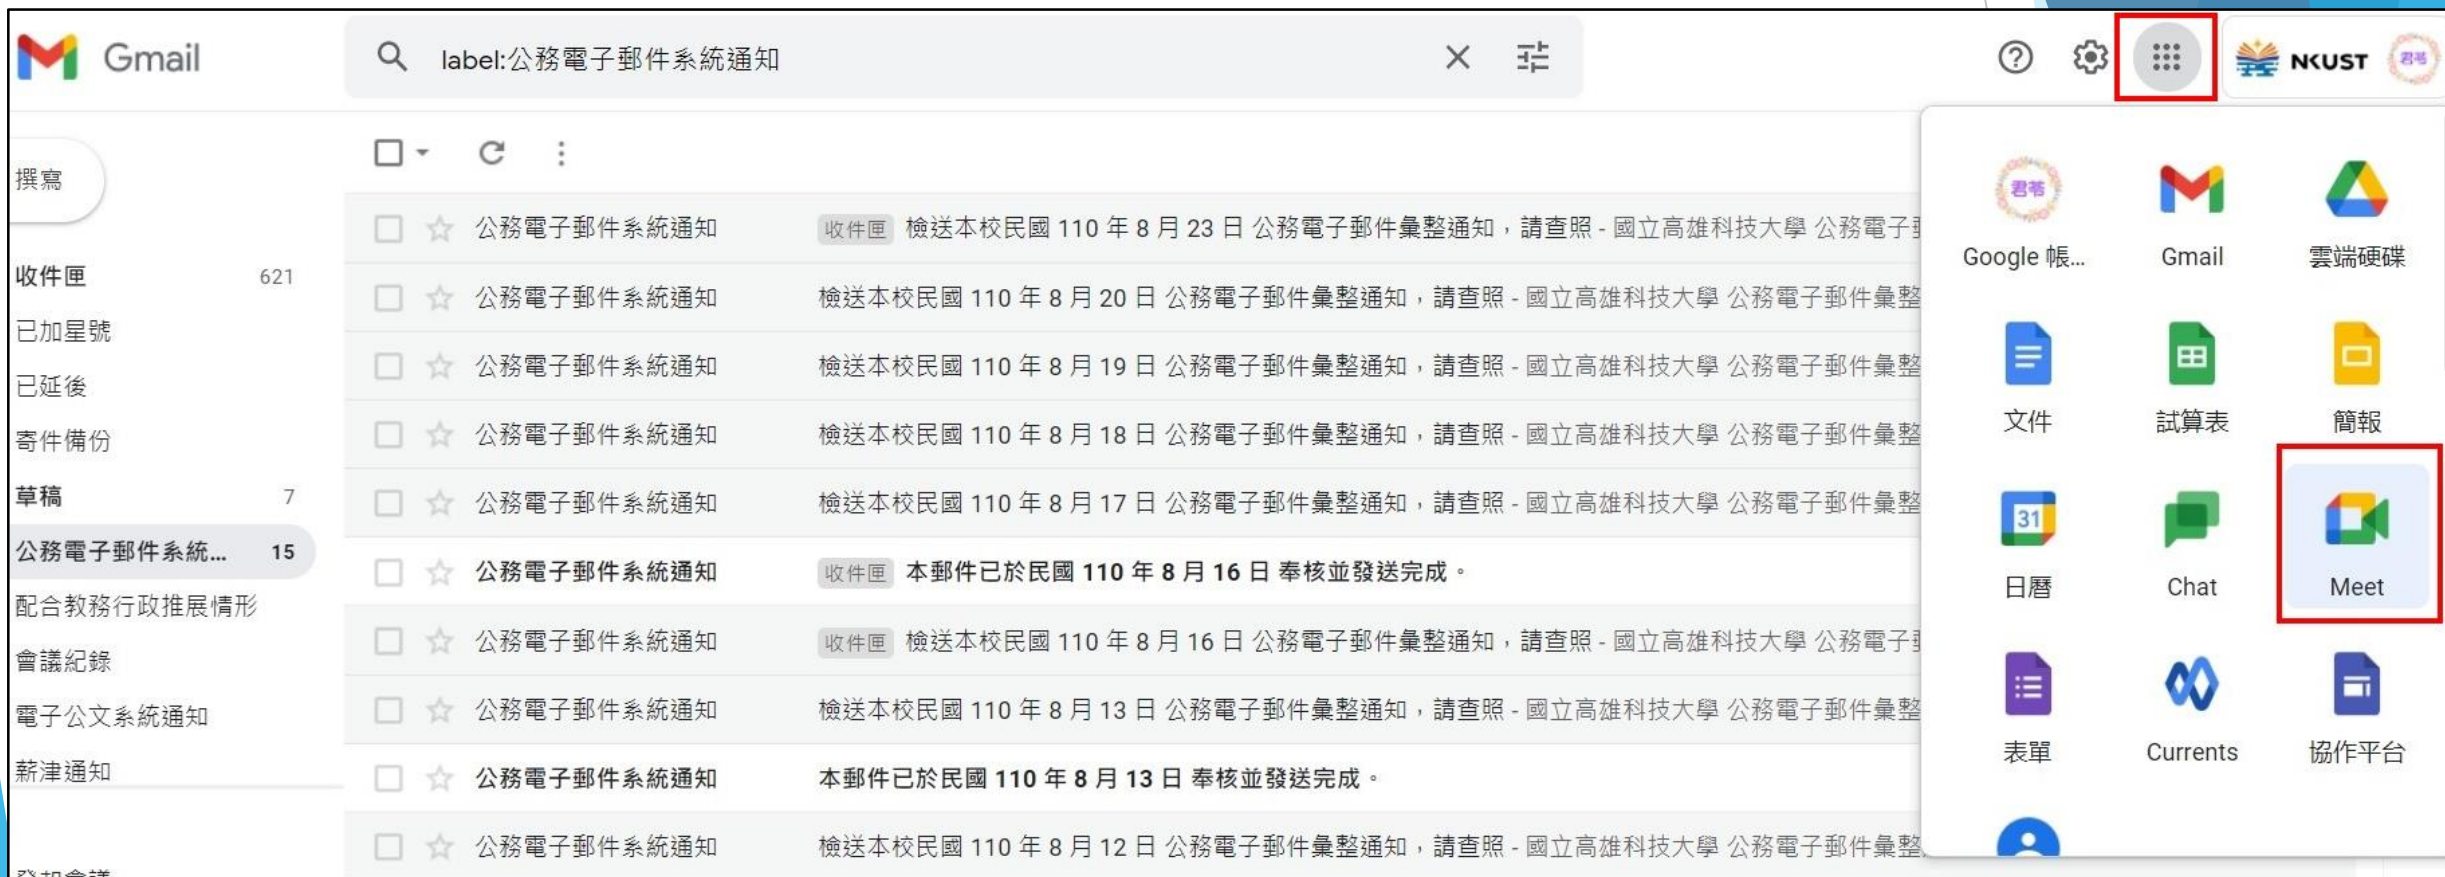 Gmail
label:公務電子郵件系統通知
NKUST 君苓
撰寫
收件匣 621
已加星號
已延後
寄件備份
草稿 7
公務電子郵件系統... 15
配合教務行政推展情形
會議紀錄
電子公文系統通知
薪津通知
公務電子郵件系統通知 收件匣 檢送本校民國 110 年 8 月 23 日 公務電子郵件彙整通知，請查照 - 國立高雄科技大學 公務電子
公務電子郵件系統通知 檢送本校民國 110 年 8 月 20 日 公務電子郵件彙整通知，請查照 - 國立高雄科技大學 公務電子郵件彙整
公務電子郵件系統通知 檢送本校民國 110 年 8 月 19 日 公務電子郵件彙整通知，請查照 - 國立高雄科技大學 公務電子郵件彙整
公務電子郵件系統通知 檢送本校民國 110 年 8 月 18 日 公務電子郵件彙整通知，請查照 - 國立高雄科技大學 公務電子郵件彙整
公務電子郵件系統通知 檢送本校民國 110 年 8 月 17 日 公務電子郵件彙整通知，請查照 - 國立高雄科技大學 公務電子郵件彙整
公務電子郵件系統通知 收件匣 本郵件已於民國 110 年 8 月 16 日 奉核並發送完成。
公務電子郵件系統通知 收件匣 檢送本校民國 110 年 8 月 16 日 公務電子郵件彙整通知，請查照 - 國立高雄科技大學 公務電子
公務電子郵件系統通知 檢送本校民國 110 年 8 月 13 日 公務電子郵件彙整通知，請查照 - 國立高雄科技大學 公務電子郵件彙整
公務電子郵件系統通知 本郵件已於民國 110 年 8 月 13 日 奉核並發送完成。
公務電子郵件系統通知 檢送本校民國 110 年 8 月 12 日 公務電子郵件彙整通知，請查照 - 國立高雄科技大學 公務電子郵件彙整
君苓
Google 帳... Gmail 雲端硬碟
文件 試算表 簡報
31
日曆 Chat Meet
表單 Currents 協作平台